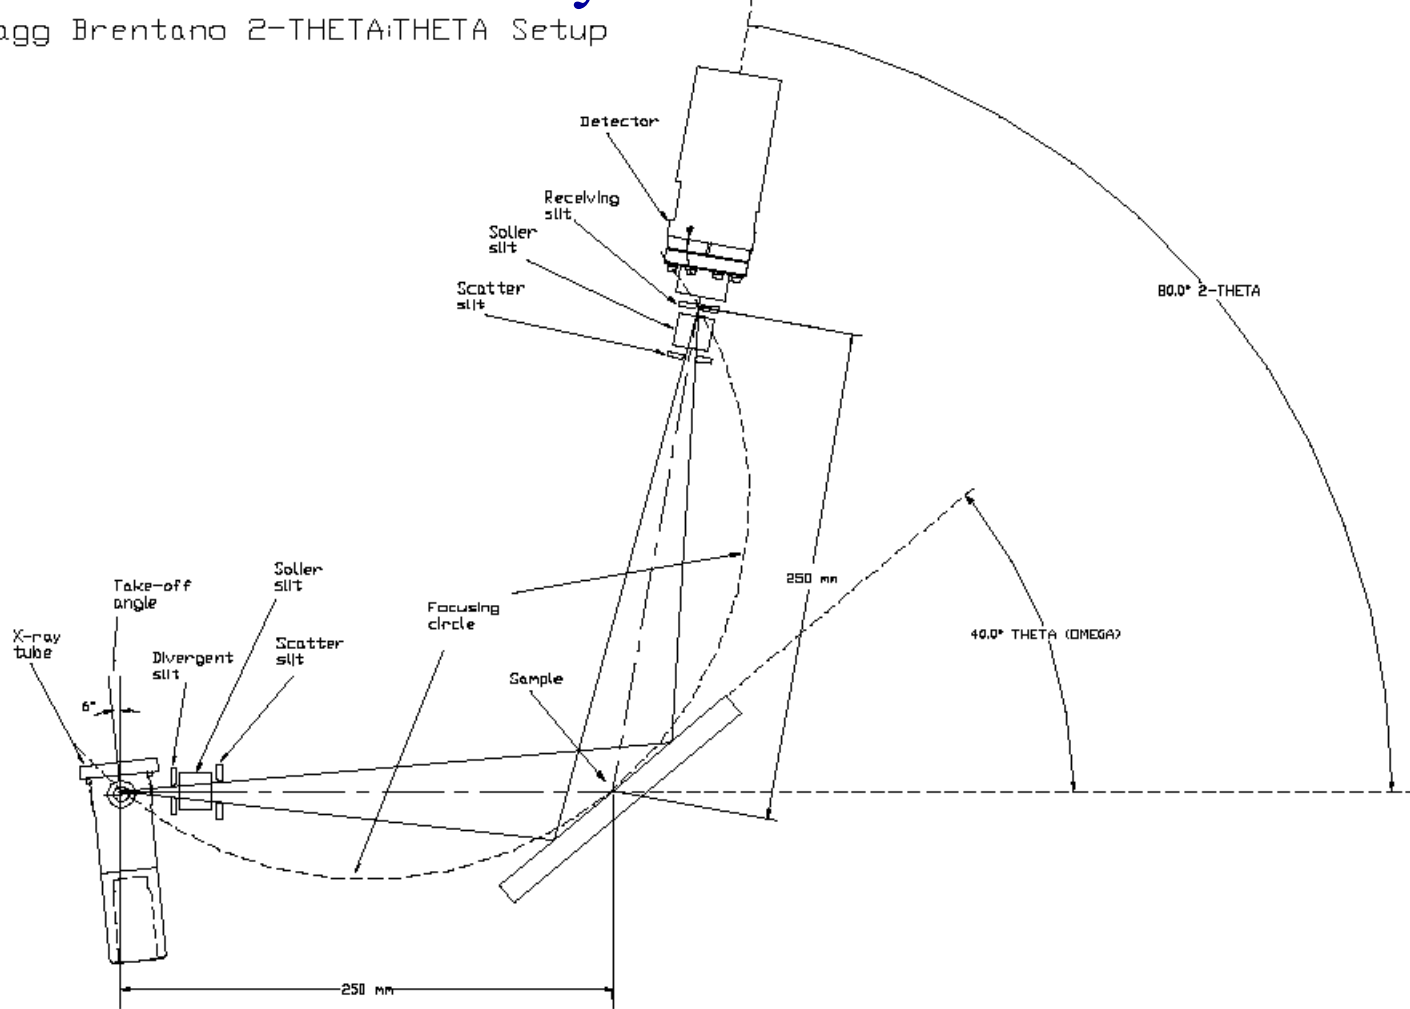 agg Brentano 2-THETA:THETA Setup
Detector
Receiving
slit
Soller
slit
Scatter
slit
80.0° 2-THETA
250 mm
40.0° THETA (OMEGA)
Focusing
circle
Sample
Soller
slit
Take-off
angle
X-ray
tube
Divergent
slit
Scatter
slit
6°
250 mm